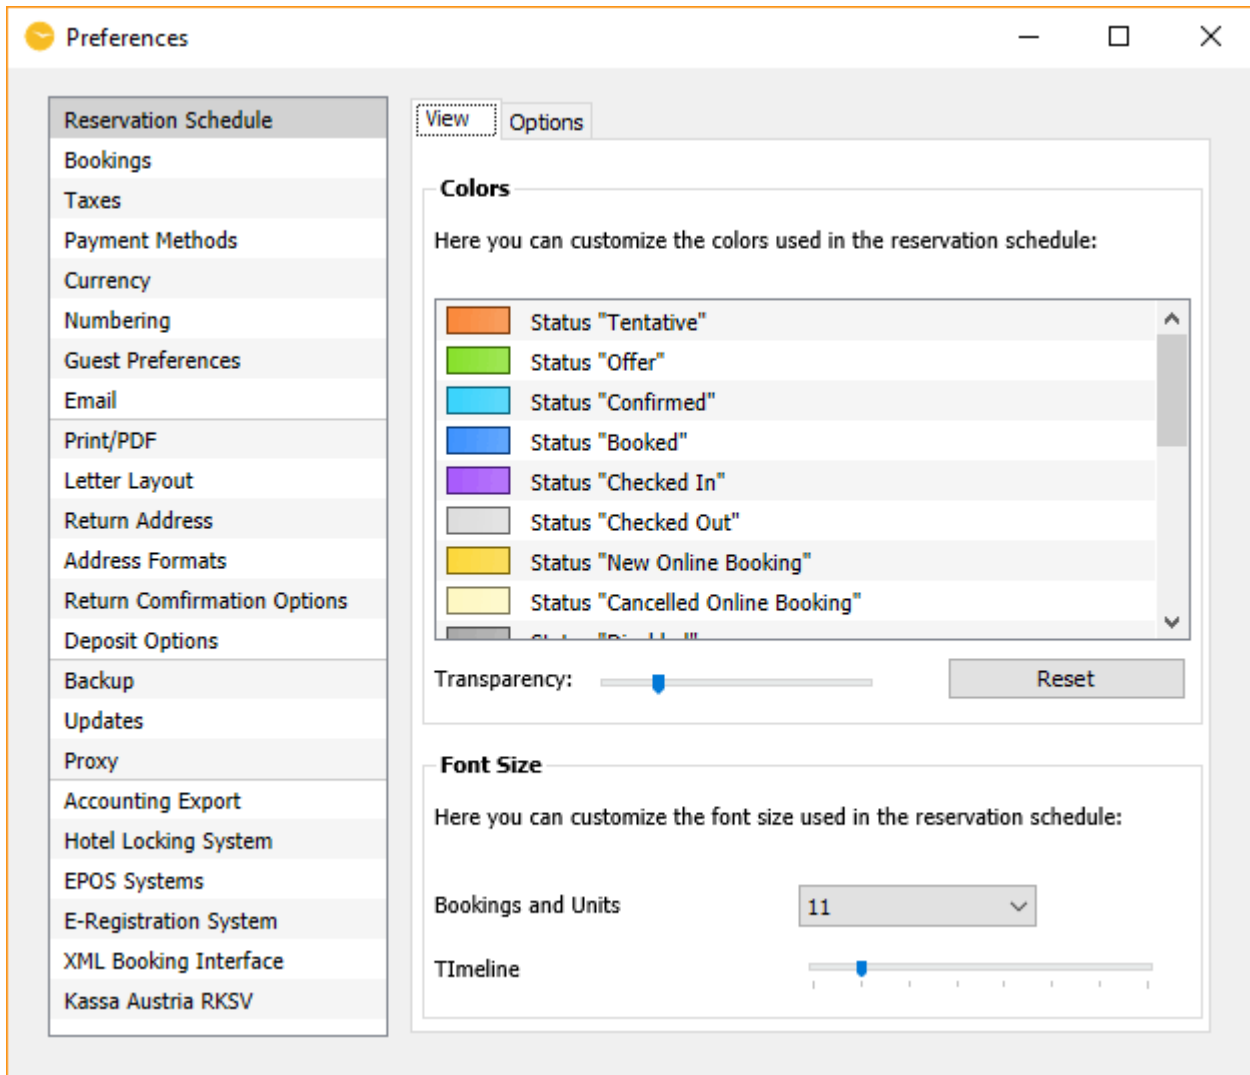 Preferences
Reservation Schedule
Bookings
Taxes
Payment Methods
Currency
Numbering
Guest Preferences
Email
Print/PDF
Letter Layout
Return Address
Address Formats
Return Comfirmation Options
Deposit Options
Backup
Updates
Proxy
Accounting Export
Hotel Locking System
EPOS Systems
E-Registration System
XML Booking Interface
Kassa Austria RKSV
View Options
Colors
Here you can customize the colors used in the reservation schedule:
Status "Tentative"
Status "Offer"
Status "Confirmed"
Status "Booked"
Status "Checked In"
Status "Checked Out"
Status "New Online Booking"
Status "Cancelled Online Booking"
Transparency: Reset
Font Size
Here you can customize the font size used in the reservation schedule:
Bookings and Units 11
TImeline